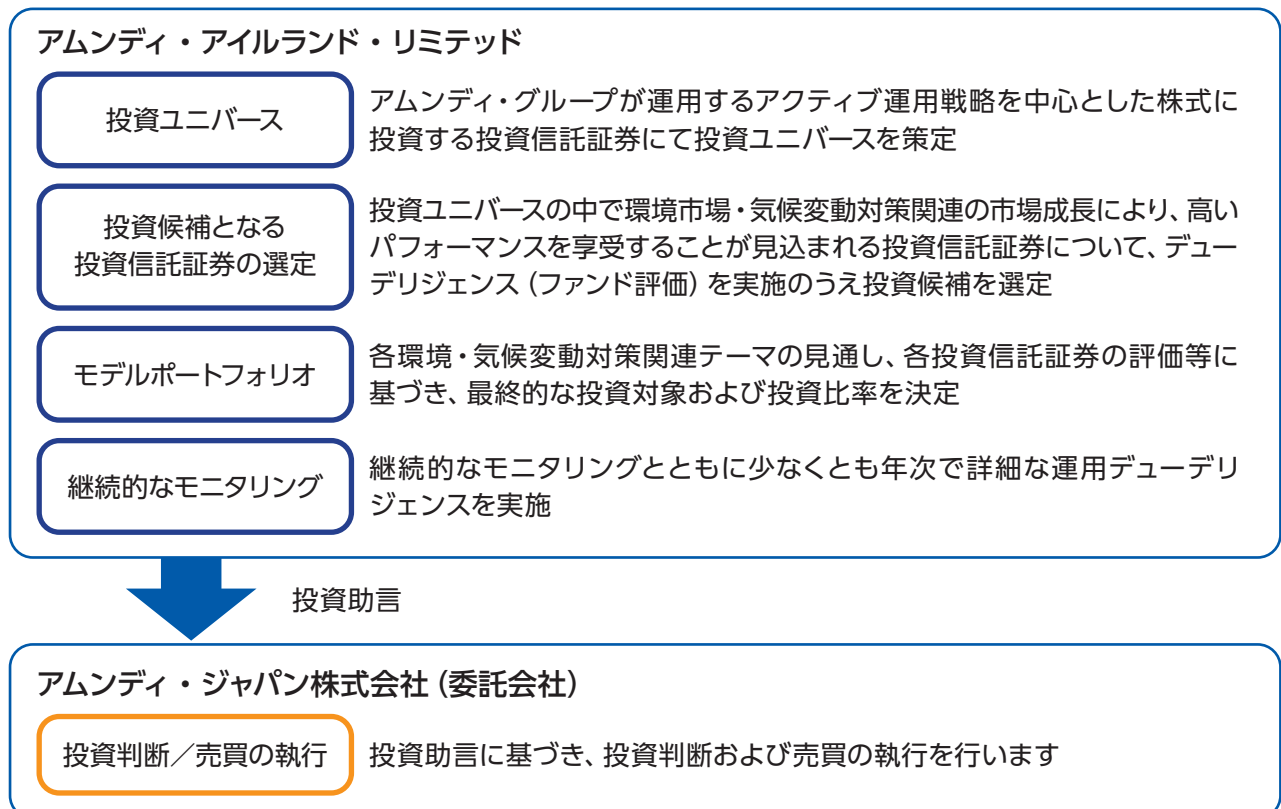 アムンディ・アイルランド・リミテッド
投資ユニバース
アムンディ・グループが運用するアクティブ運用戦略を中心とした株式に
投資する投資信託証券にて投資ユニバースを策定
投資候補となる
投資信託証券の選定
投資ユニバースの中で環境市場・気候変動対策関連の市場成長により、高い
パフォーマンスを享受することが見込まれる投資信託証券について、デュー
デリジェンス（ファンド評価）を実施のうえ投資候補を選定
モデルポートフォリオ
各環境・気候変動対策関連テーマの見通し、各投資信託証券の評価等に
基づき、最終的な投資対象および投資比率を決定
継続的なモニタリング
継続的なモニタリングとともに少なくとも年次で詳細な運用デューデリ
ジェンスを実施
投資助言
アムンディ・ジャパン株式会社（委託会社）
投資判断／売買の執行
投資助言に基づき、投資判断および売買の執行を行います